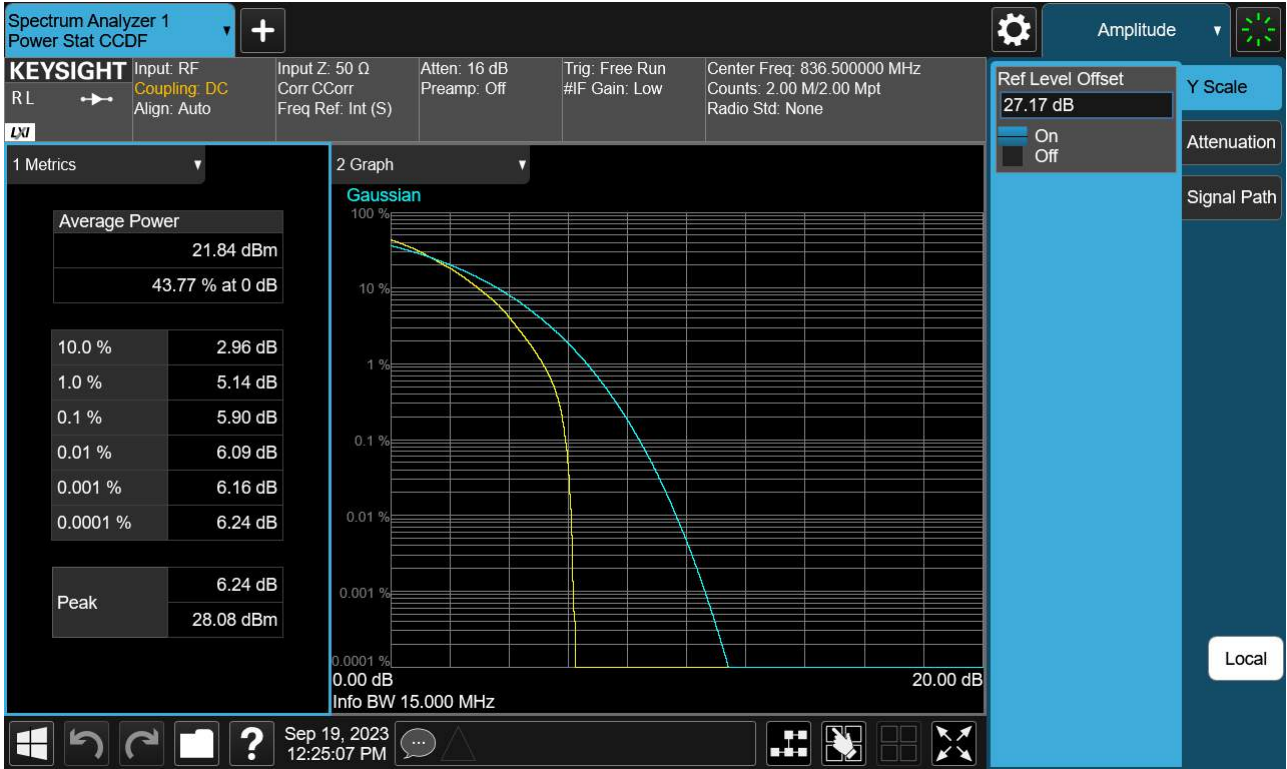 Spectrum Analyzer 1
Power Stat CCDF
+
Amplitude
KEYSIGHT
R L
LXI
Input: RF
Coupling: DC
Align: Auto
Input Z: 50 Ω
Corr CCorr
Freq Ref: Int (S)
Atten: 16 dB
Preamp: Off
Trig: Free Run
#IF Gain: Low
Center Freq: 836.500000 MHz
Counts: 2.00 M/2.00 Mpt
Radio Std: None
Ref Level Offset
27.17 dB
On
Off
Y Scale
Attenuation
Signal Path
Local
1 Metrics
Average Power
21.84 dBm
43.77 % at 0 dB
10.0 % 2.96 dB
1.0 % 5.14 dB
0.1 % 5.90 dB
0.01 % 6.09 dB
0.001 % 6.16 dB
0.0001 % 6.24 dB
Peak
6.24 dB
28.08 dBm
2 Graph
Gaussian
100 %
10 %
1 %
0.1 %
0.01 %
0.001 %
0.0001 %
0.00 dB 20.00 dB
Info BW 15.000 MHz
?
Sep 19, 2023
12:25:07 PM